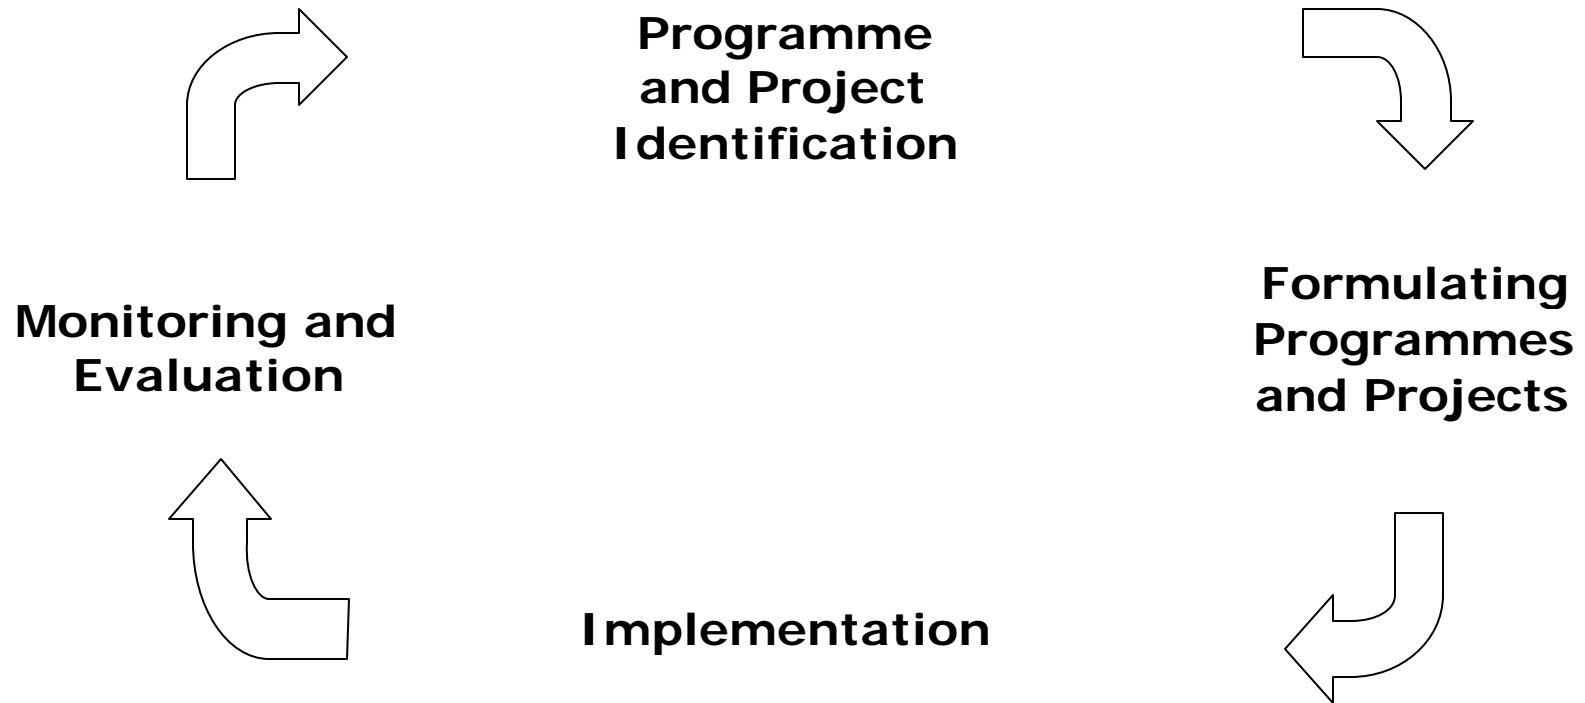 Programme
and Project
Identification
Formulating
Programmes
and Projects
Monitoring and
Evaluation
Implementation